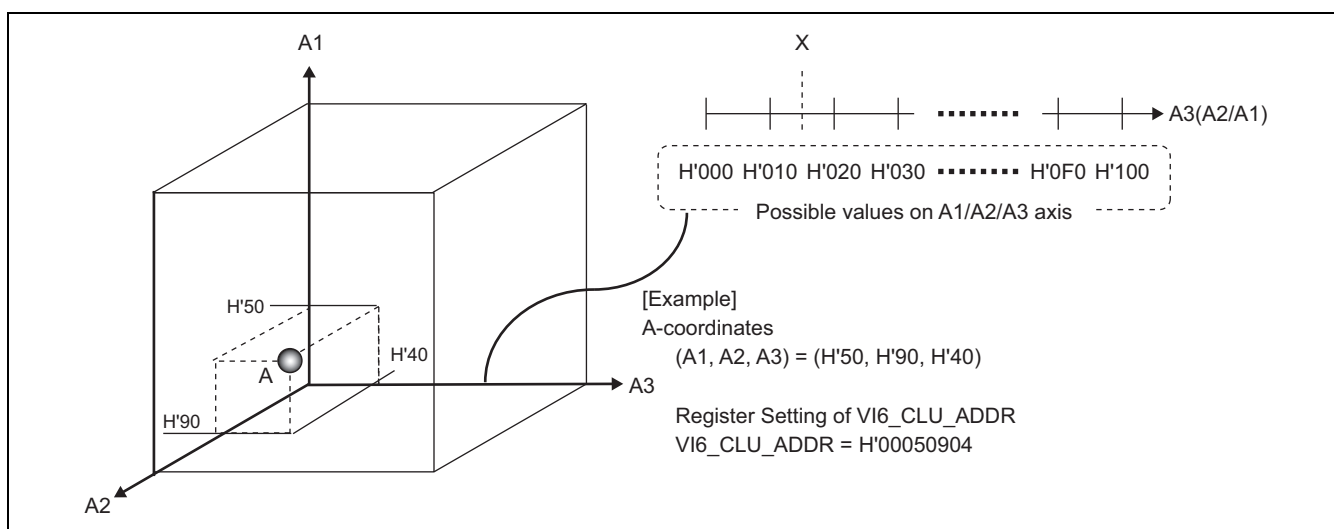 A1
X
A3(A2/A1)
H'000 H'010 H'020 H'030 ········ H'0F0 H'100
Possible values on A1/A2/A3 axis
H'50
[Example]
A-coordinates
(A1, A2, A3) = (H'50, H'90, H'40)
H'40
A
A3
H'90
Register Setting of VI6_CLU_ADDR
VI6_CLU_ADDR = H'00050904
A2